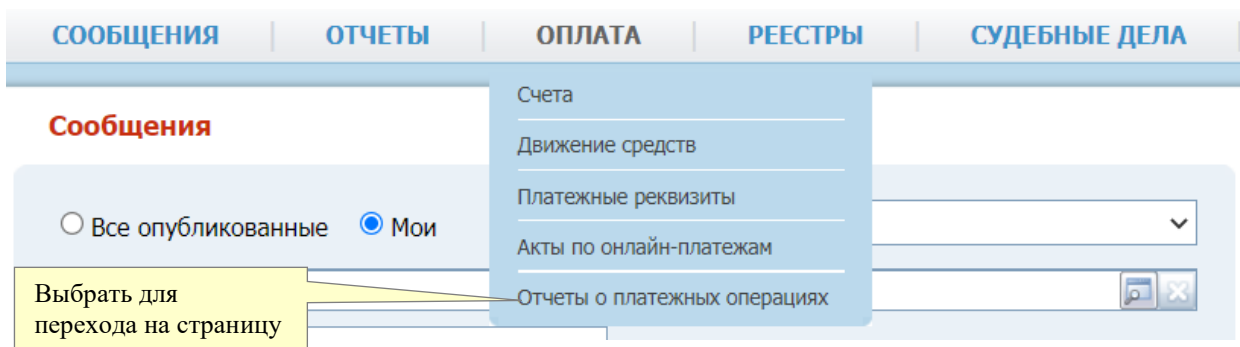 СООБЩЕНИЯ ОТЧЕТЫ ОПЛАТА РЕЕСТРЫ СУДЕБНЫЕ ДЕЛА
Счета
Сообщения
Движение средств
Платежные реквизиты
Все опубликованные Мои
Акты по онлайн-платежам
Отчеты о платежных операциях
Выбрать для
перехода на страницу